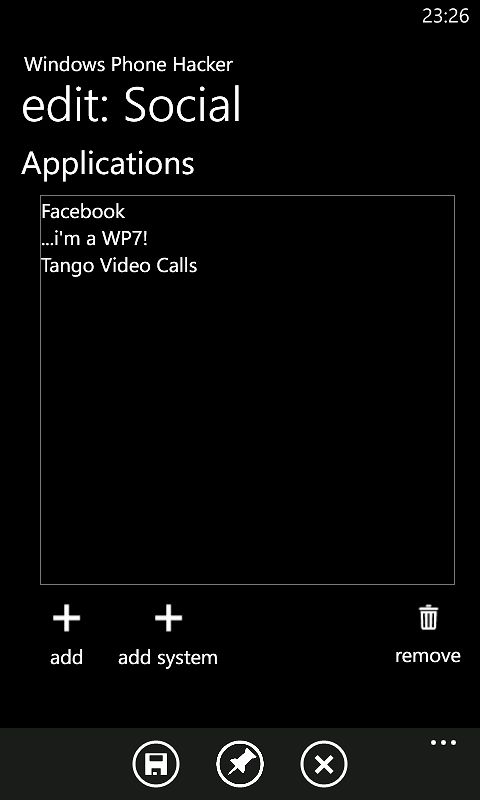 23:26
Windows Phone Hacker
edit: Social
Applications
Facebook
...i'm a WP7!
Tango Video Calls
add
add system
remove